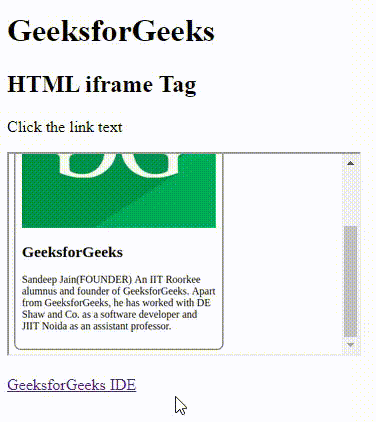 GeeksforGeeks
HTML iframe Tag
Click the link text
GeeksforGeeks
Sandeep Jain(FOUNDER) An IIT Roorkee
alumnus and founder of GeeksforGeeks. Apart
from GeeksforGeeks, he has worked with DE
Shaw and Co. as a software developer and
JIIT Noida as an assistant professor.
GeeksforGeeks IDE